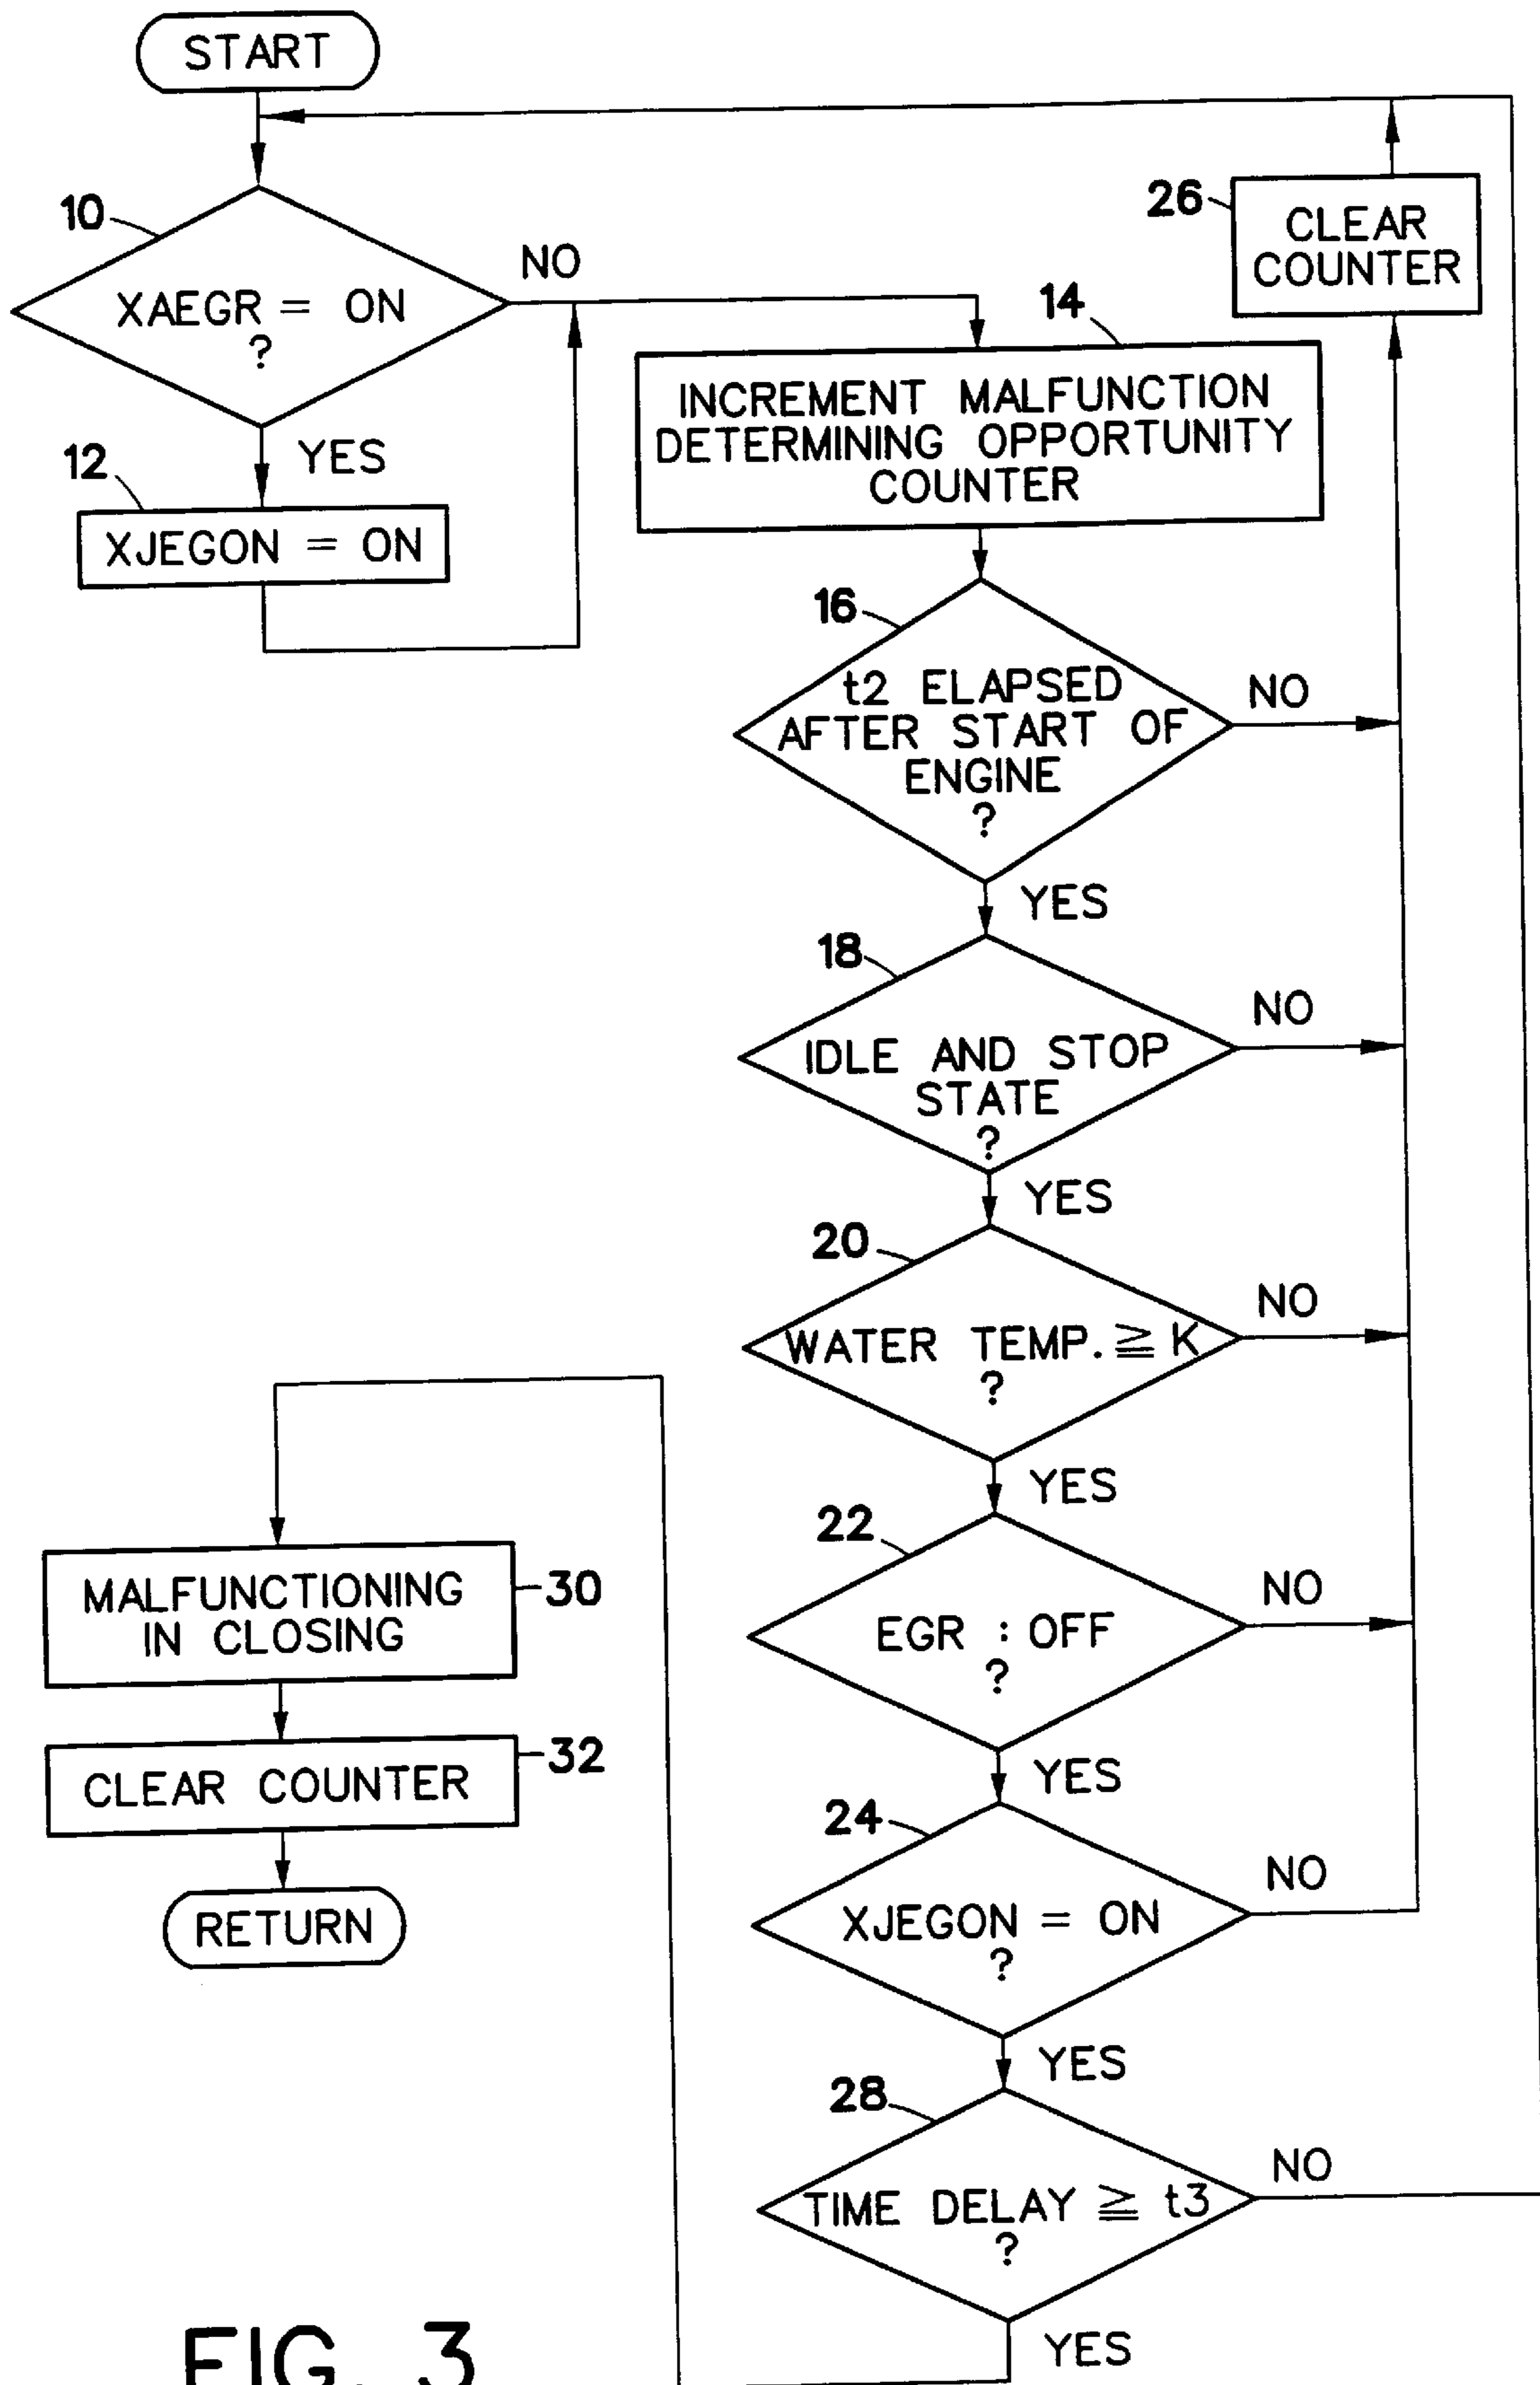 START
10
XAEGR = ON
?
NO
YES
12
XJEGON = ON
26
CLEAR
COUNTER
14
INCREMENT MALFUNCTION
DETERMINING OPPORTUNITY
COUNTER
16
t2 ELAPSED
AFTER START OF
ENGINE
?
NO
YES
18
IDLE AND STOP
STATE
?
NO
YES
20
WATER TEMP. ≧ K
?
NO
YES
22
EGR : OFF
?
NO
YES
24
XJEGON = ON
?
NO
YES
28
TIME DELAY ≧ t3
?
NO
YES
MALFUNCTIONING
IN CLOSING
30
CLEAR COUNTER
32
RETURN
FIG. 3